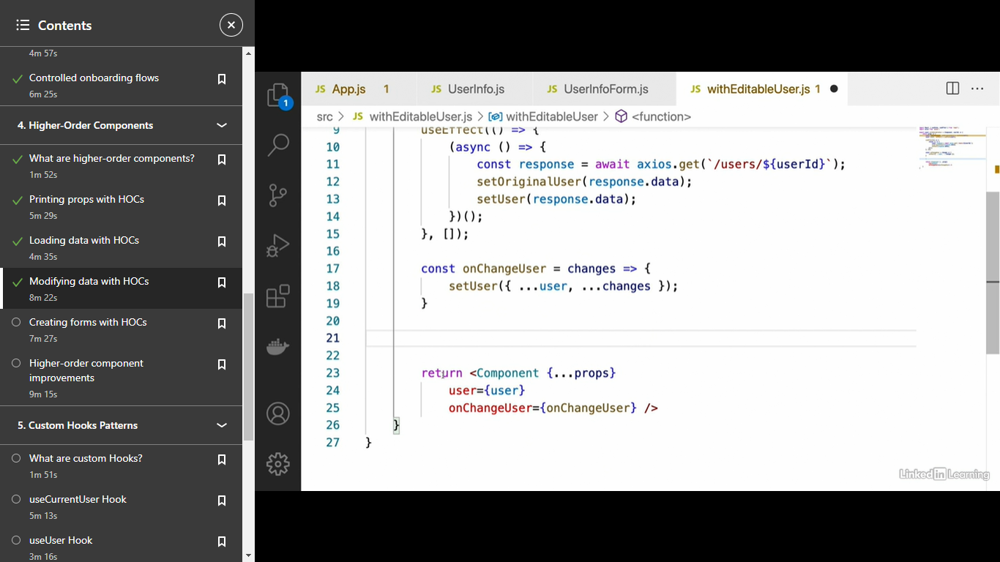 Contents
4m 57s
Controlled onboarding flows
6m 25s
4. Higher-Order Components
What are higher-order components?
1m 52s
Printing props with HOCs
5m 29s
Loading data with HOCs
4m 35s
Modifying data with HOCs
8m 22s
Creating forms with HOCs
7m 27s
Higher-order component
improvements
9m 15s
5. Custom Hooks Patterns
What are custom Hooks?
1m 51s
useCurrentUser Hook
5m 13s
useUser Hook
3m 16s
1
JS App.js 1
JS UserInfo.js
JS UserInfoForm.js
JS withEditableUser.js 1
src > JS withEditableUser.js > withEditableUser > <function>
9 useEffect(() => {
10 (async () => {
11 const response = await axios.get(`/users/${userId}`);
12 setOriginalUser(response.data);
13 setUser(response.data);
14 })();
15 }, []);
16
17 const onChangeUser = changes => {
18 setUser({ ...user, ...changes });
19 }
20
21
22
23 return <Component {...props}
24 user={user}
25 onChangeUser={onChangeUser} />
26 }
27 }
Linked in Learning